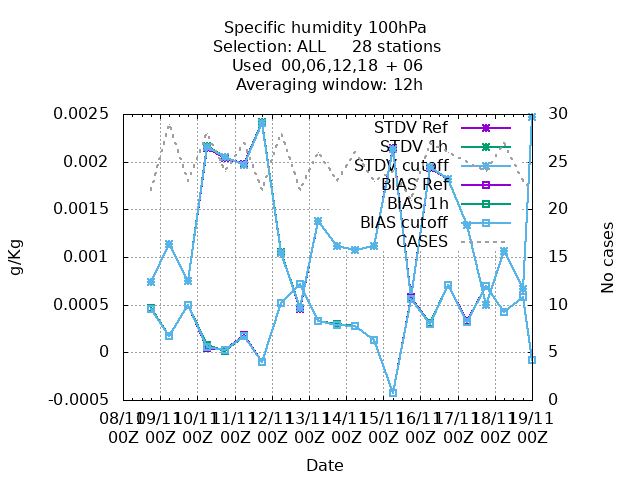 Specific humidity 100hPa
Selection: ALL 28 stations
Used 00,06,12,18 + 06
Averaging window: 12h
STDV Ref
STDV 1h
STDV cutoff
BIAS Ref
BIAS 1h
BIAS cutoff
CASES
0.0025
0.002
0.0015
0.001
0.0005
0
-0.0005
30
25
20
15
10
5
0
g/Kg
No cases
08/11 09/11 10/11 11/11 12/11 13/11 14/11 15/11 16/11 17/11 18/11 19/11
00Z 00Z 00Z 00Z 00Z 00Z 00Z 00Z 00Z 00Z 00Z 00Z
Date